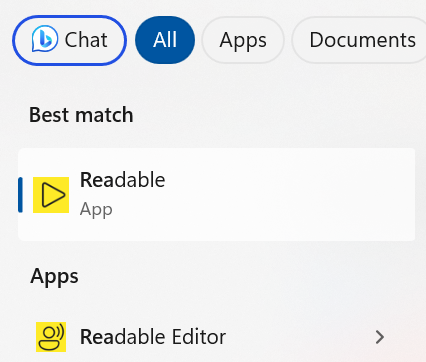 Chat All Apps Documents
Best match
Readable
App
Apps
Readable Editor